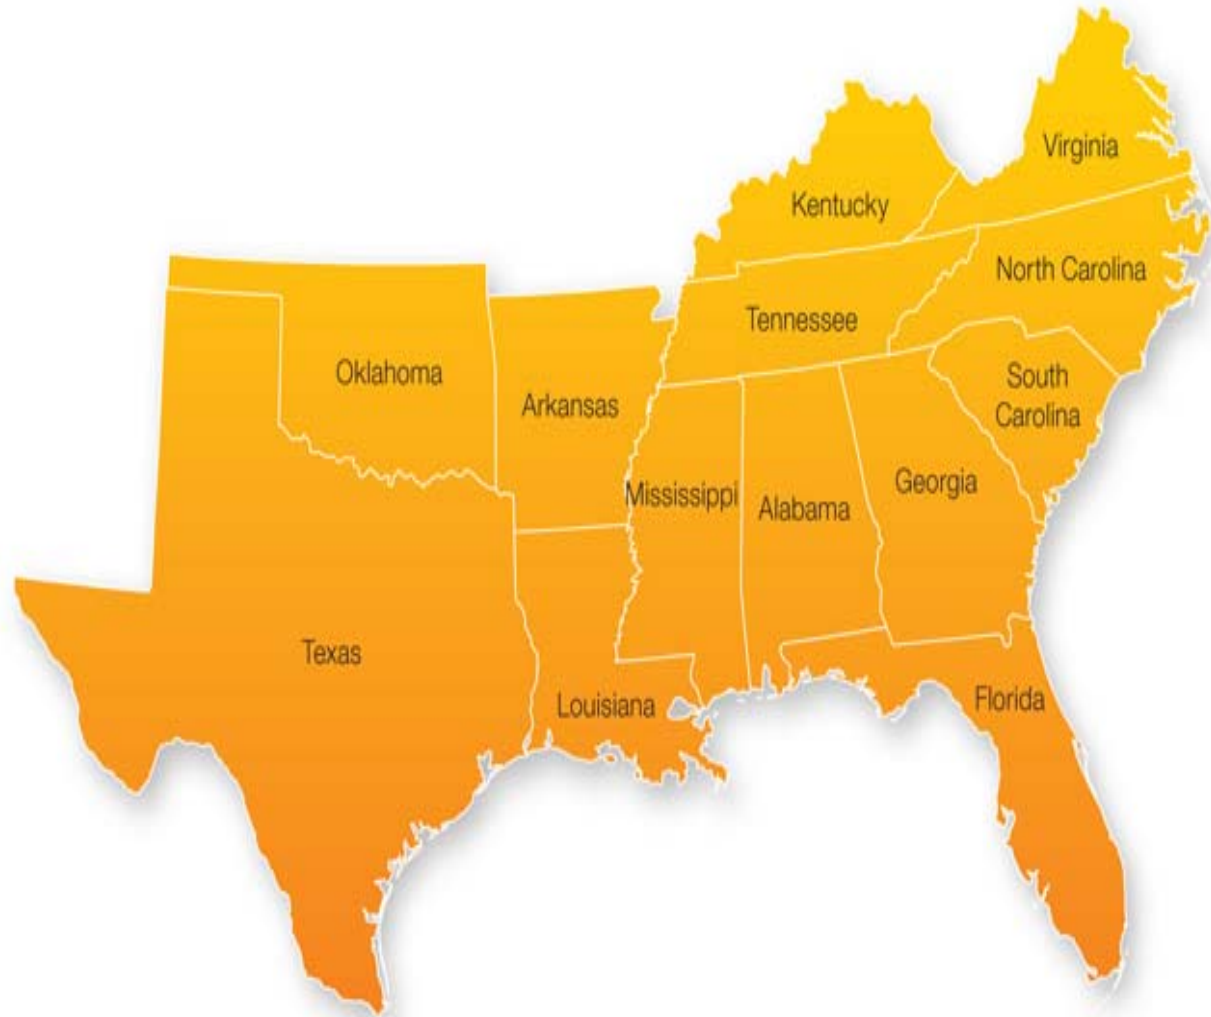 Virginia
Kentucky
North Carolina
Tennessee
Oklahoma
Arkansas
South
Carolina
Georgia
Mississippi
Alabama
Texas
Louisiana
Florida